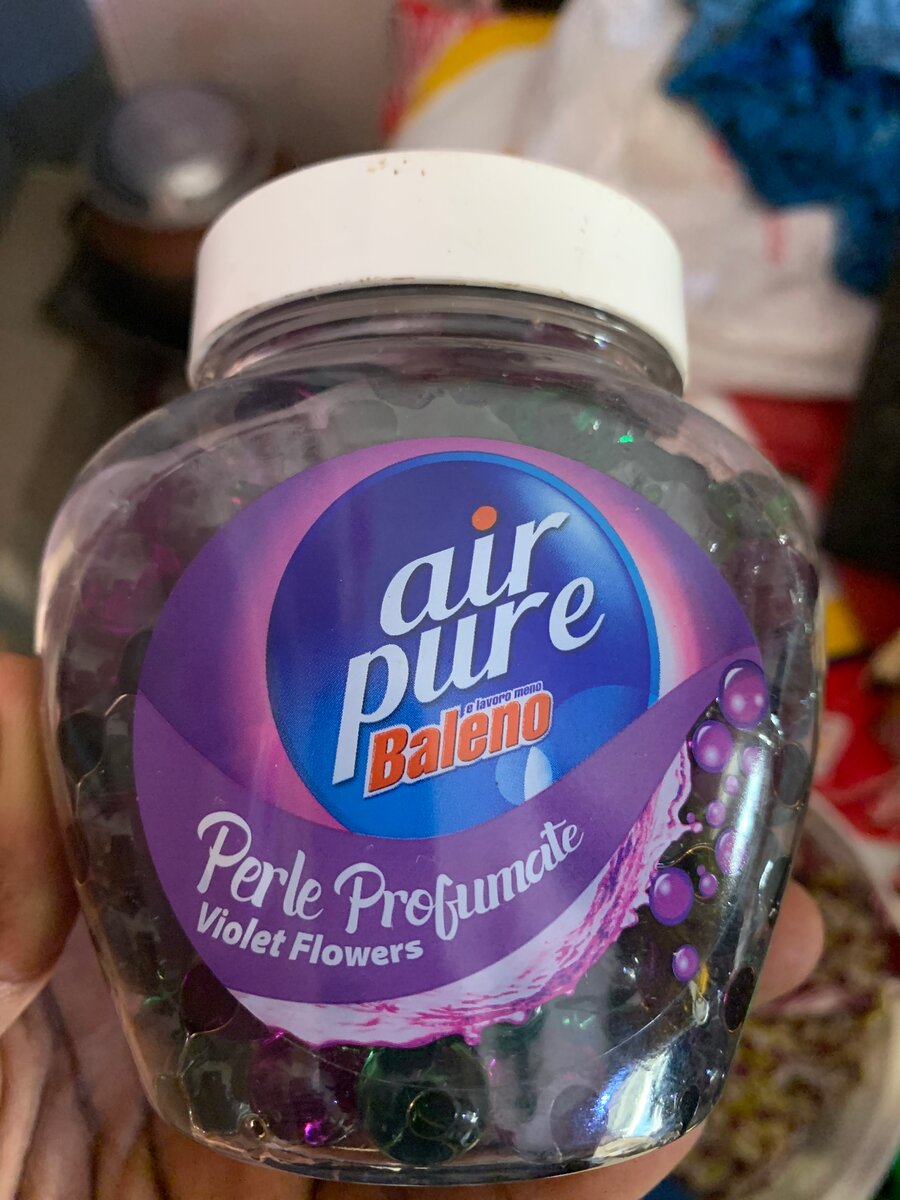 air
pure
e lavoro meno
Baleno
Perle Profumate
Violet Flowers